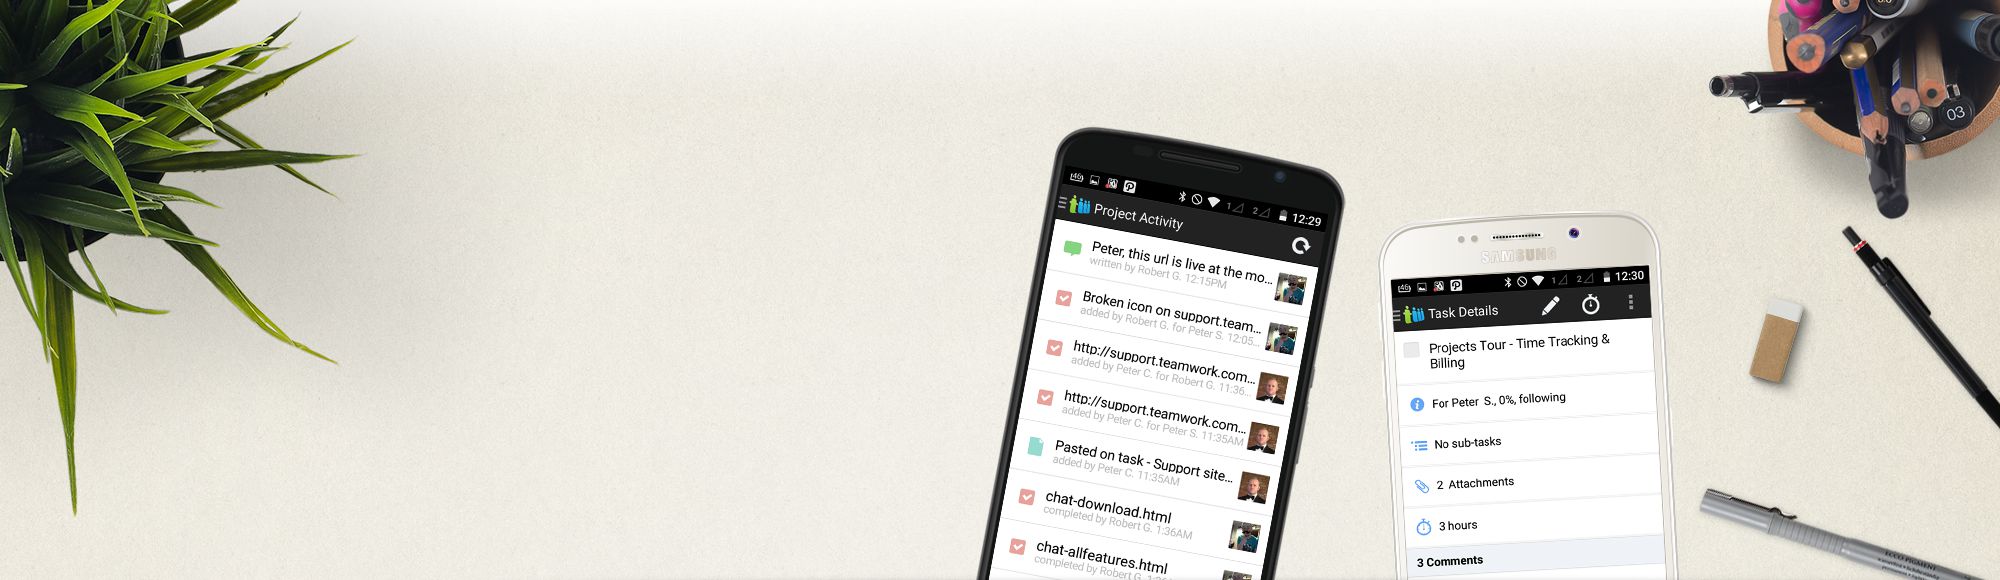 12:29
Project Activity
Peter, this url is live at the mo...
written by Robert G. 12:15PM
Broken icon on support.team...
added by Robert G. for Peter S. 12:05...
http://support.teamwork.com...
added by Peter C. for Robert G. 11:36...
http://support.teamwork.com...
added by Peter C. for Peter S. 11:35AM
Pasted on task - Support site...
added by Peter C. 11:35AM
chat-download.html
completed by Robert G. 1:36AM
chat-allfeatures.html
completed by Robert G.
SAMSUNG
12:30
Task Details
Projects Tour - Time Tracking &
Billing
For Peter S., 0%, following
No sub-tasks
2 Attachments
3 hours
3 Comments
03
ECCO PIGMENT